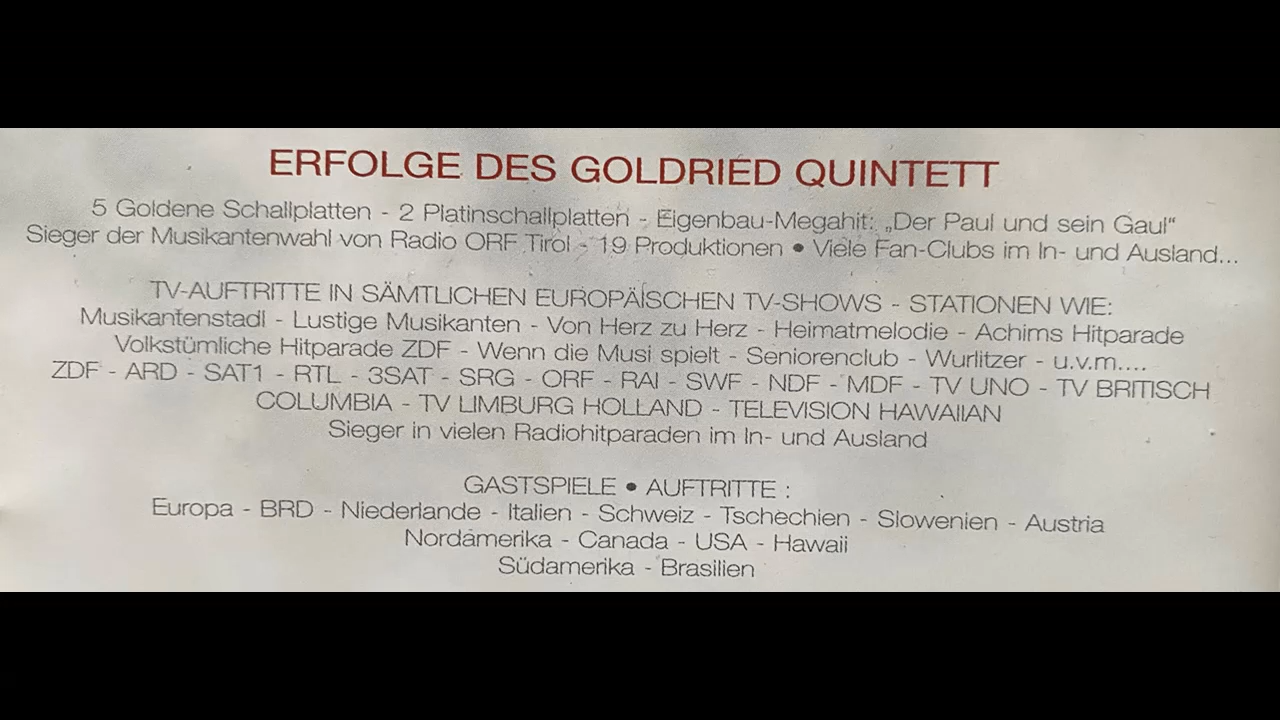 ERFOLGE DES GOLDRIED QUINTETT
5 Goldene Schallplatten - 2 Platinschallplatten - Eigenbau-Megahit: „Der Paul und sein Gaul“
Sieger der Musikantenwahl von Radio ORF Tirol - 19 Produktionen • Viele Fan-Clubs im In- und Ausland...
TV-AUFTRITTE IN SÄMTLICHEN EUROPÄISCHEN TV-SHOWS - STATIONEN WIE:
Musikantenstadl - Lustige Musikanten - Von Herz zu Herz - Heimatmelodie - Achims Hitparade
Volkstümliche Hitparade ZDF - Wenn die Musi spielt - Seniorenclub - Wurlitzer - u.v.m....
ZDF - ARD - SAT1 - RTL - 3SAT - SRG - ORF - RAI - SWF - NDF - MDF - TV UNO - TV BRITISCH
COLUMBIA - TV LIMBURG HOLLAND - TELEVISION HAWAIIAN
Sieger in vielen Radiohitparaden im In- und Ausland
GASTSPIELE • AUFTRITTE :
Europa - BRD - Niederlande - Italien - Schweiz - Tschechien - Slowenien - Austria
Nordamerika - Canada - USA - Hawaii
Südamerika - Brasilien